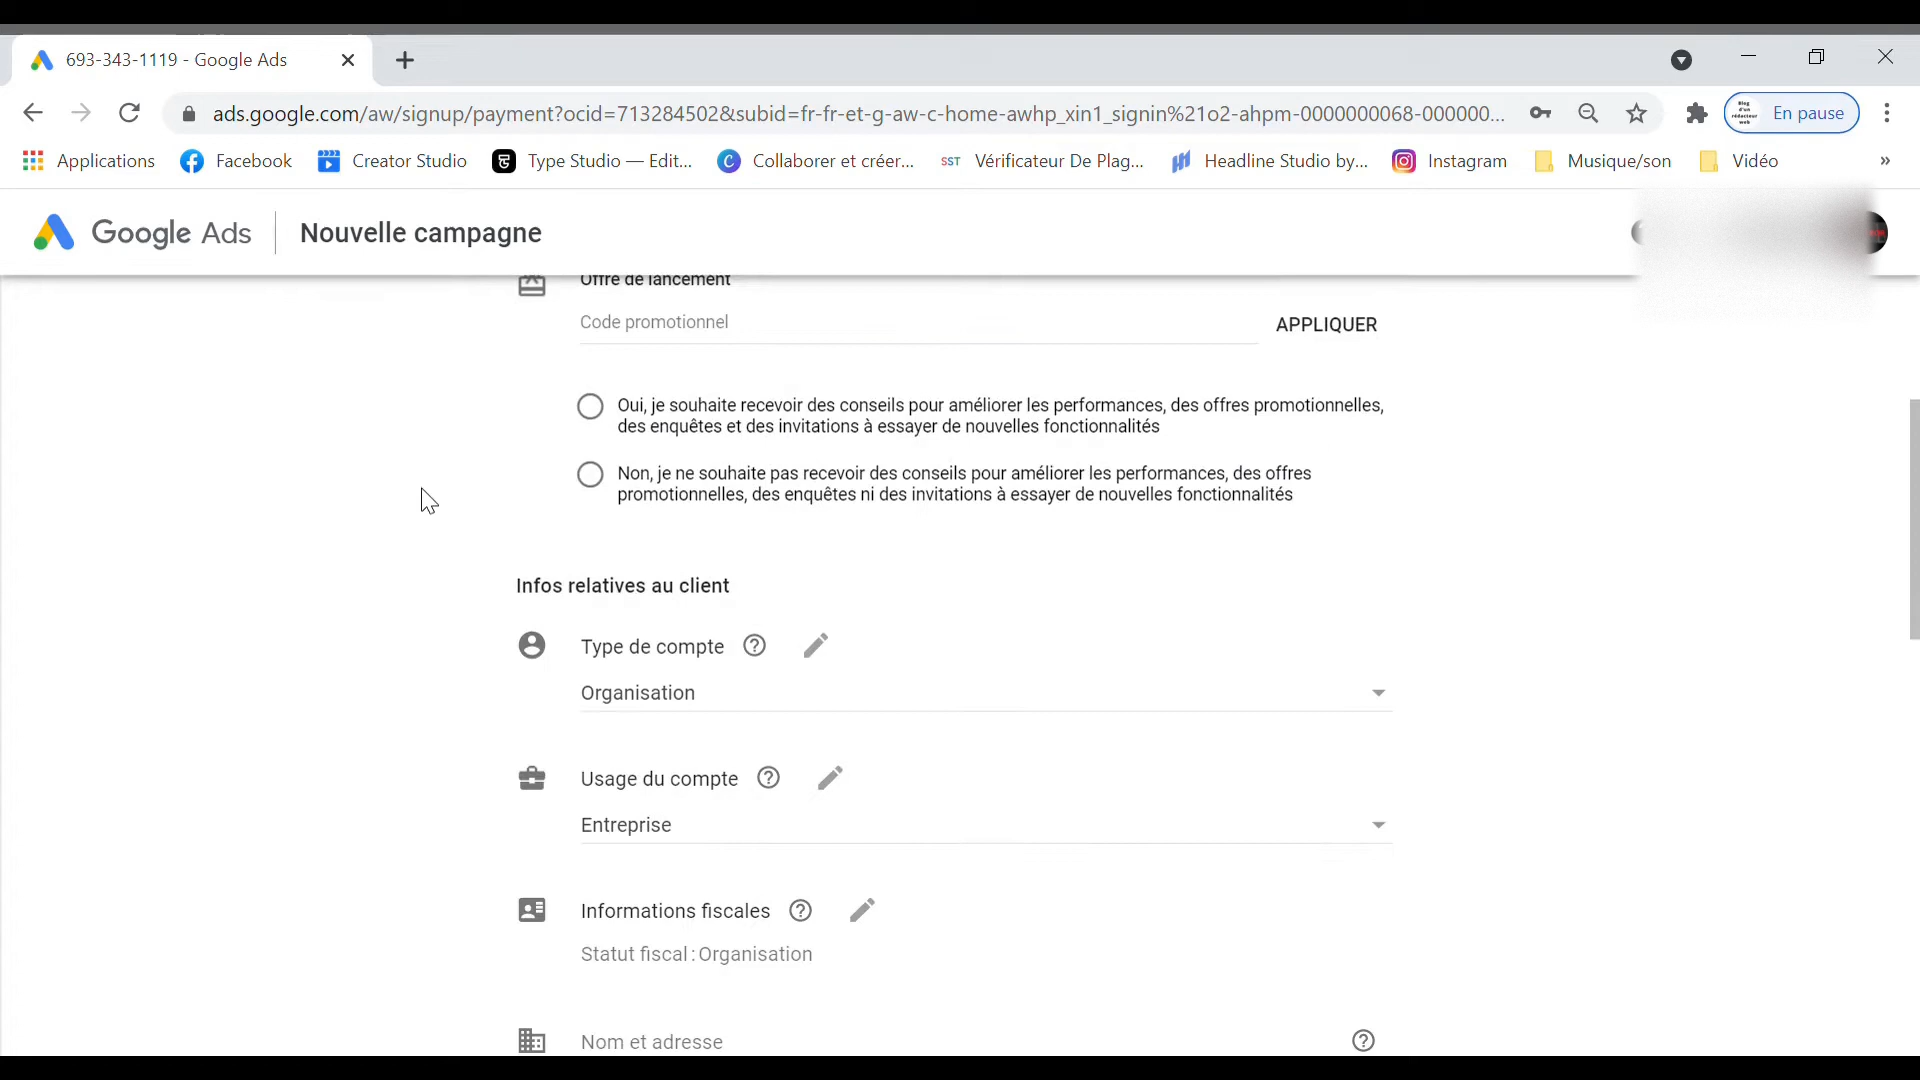 693-343-1119 - Google Ads
ads.google.com/aw/signup/payment?ocid=713284502&subid=fr-fr-et-g-aw-c-home-awhp_xin1_signin%21o2-ahpm-0000000068-000000...
En pause
Applications
Facebook
Creator Studio
Type Studio — Edit...
Collaborer et créer...
SST Vérificateur De Plag...
Headline Studio by...
Instagram
Musique/son
Vidéo
»
Google Ads
Nouvelle campagne
Offre de lancement
Code promotionnel
APPLIQUER
Oui, je souhaite recevoir des conseils pour améliorer les performances, des offres promotionnelles,
des enquêtes et des invitations à essayer de nouvelles fonctionnalités
Non, je ne souhaite pas recevoir des conseils pour améliorer les performances, des offres
promotionnelles, des enquêtes ni des invitations à essayer de nouvelles fonctionnalités
Infos relatives au client
Type de compte
Organisation
Usage du compte
Entreprise
Informations fiscales
Statut fiscal : Organisation
Nom et adresse